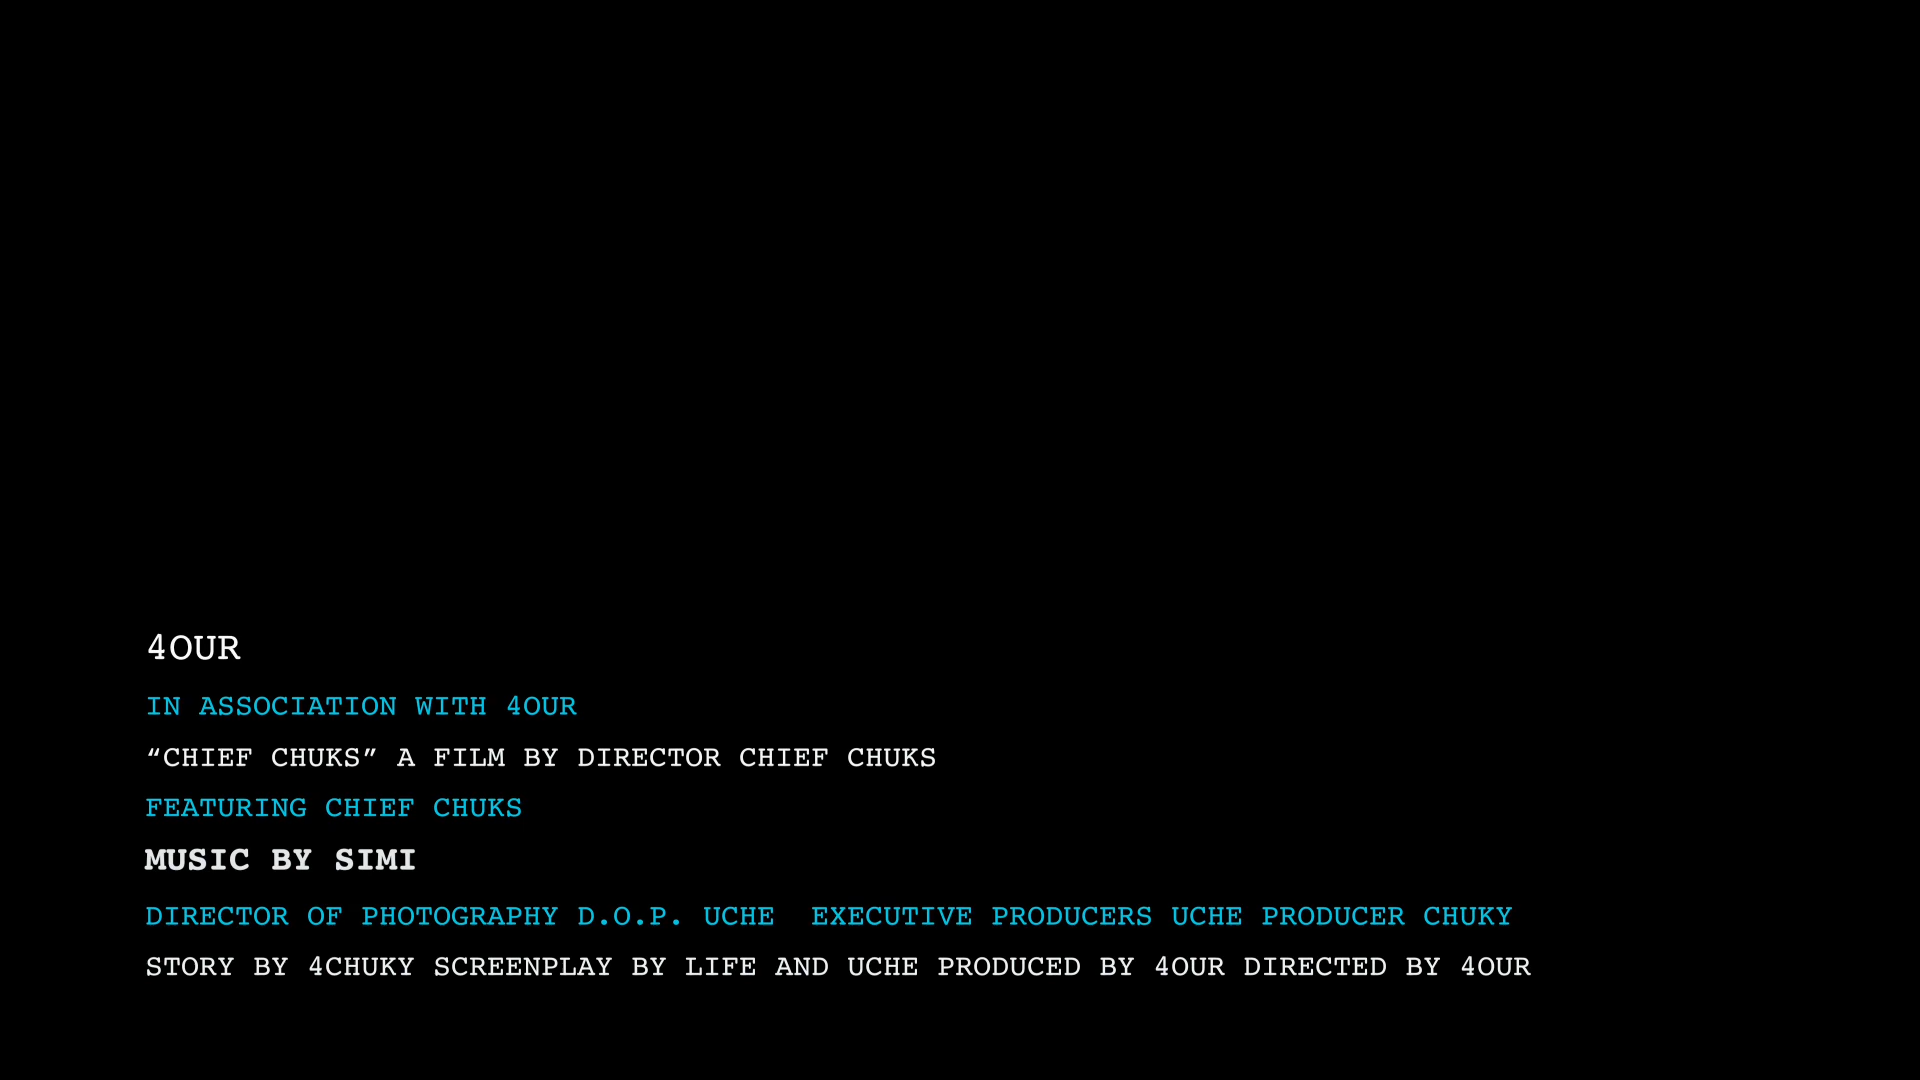 4OUR
IN ASSOCIATION WITH 4OUR
“CHIEF CHUKS” A FILM BY DIRECTOR CHIEF CHUKS
FEATURING CHIEF CHUKS
MUSIC BY SIMI
DIRECTOR OF PHOTOGRAPHY D.O.P. UCHE  EXECUTIVE PRODUCERS UCHE PRODUCER CHUKY
STORY BY 4CHUKY SCREENPLAY BY LIFE AND UCHE PRODUCED BY 4OUR DIRECTED BY 4OUR